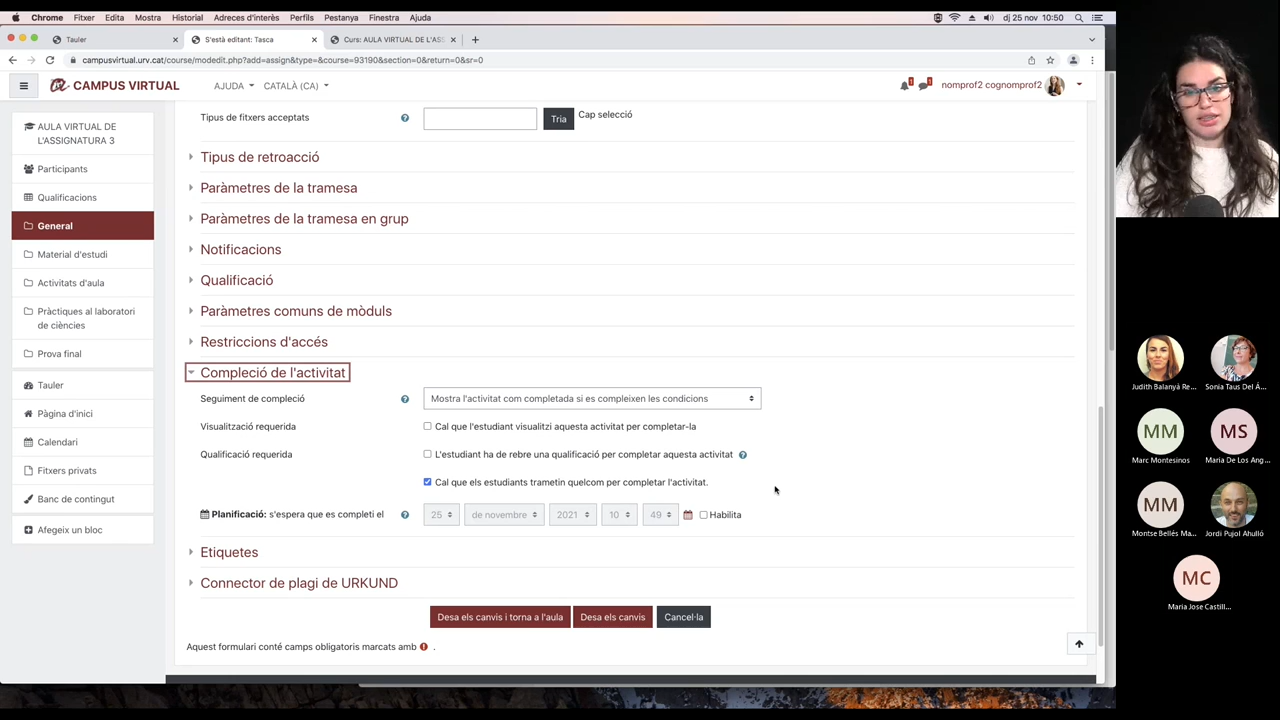 Chrome Fitxer Edita Mostra Historial Adreces d'interès Perfils Pestanya Finestra Ajuda dj 25 nov 10:50
Tauler S'està editant: Tasca Curs: AULA VIRTUAL DE L'ASS
campusvirtual.urv.cat/course/modedit.php?add=assign&type=&course=93190&section=0&return=0&sr=0
CAMPUS VIRTUAL AJUDA CATALÀ (CA) 1 1 nomprof2 cognomprof2
AULA VIRTUAL DE
L'ASSIGNATURA 3
Participants
Qualificacions
General
Material d'estudi
Activitats d'aula
Pràctiques al laboratori
de ciències
Prova final
Tauler
Pàgina d'inici
Calendari
Fitxers privats
Banc de contingut
Afegeix un bloc
Tipus de fitxers acceptats Tria Cap selecció
Tipus de retroacció
Paràmetres de la tramesa
Paràmetres de la tramesa en grup
Notificacions
Qualificació
Paràmetres comuns de mòduls
Restriccions d'accés
Compleció de l'activitat
Seguiment de compleció Mostra l'activitat com completada si es compleixen les condicions
Visualització requerida Cal que l'estudiant visualitzi aquesta activitat per completar-la
Qualificació requerida L'estudiant ha de rebre una qualificació per completar aquesta activitat
Cal que els estudiants trametin quelcom per completar l'activitat.
Planificació: s'espera que es completi el 25 de novembre 2021 10 49 Habilita
Etiquetes
Connector de plagi de URKUND
Desa els canvis i torna a l'aula Desa els canvis Cancel·la
Aquest formulari conté camps obligatoris marcats amb .
Judith Balanyà Re... Sonia Taus Del Á...
MM MS
Marc Montesinos Maria De Los Ang...
MM
Montse Bellés Ma... Jordi Pujol Ahulló
MC
Maria Jose Castill...